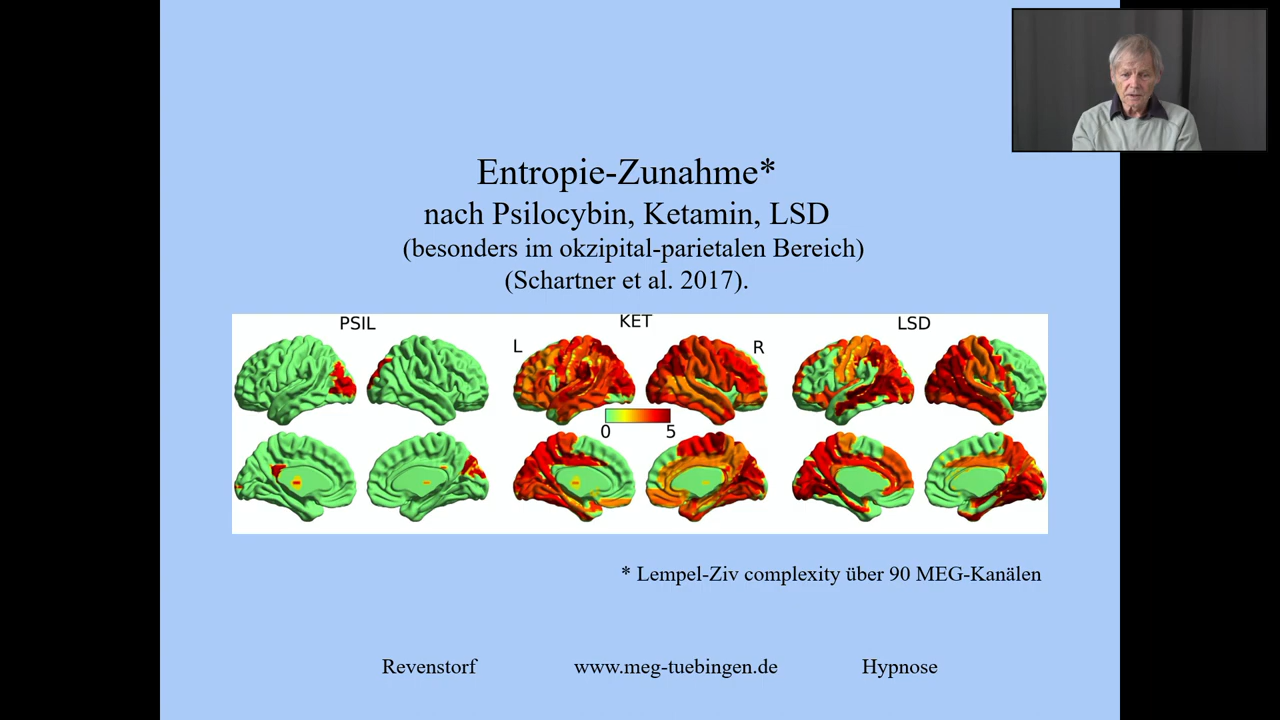 Entropie-Zunahme*
nach Psilocybin, Ketamin, LSD
(besonders im okzipital-parietalen Bereich)
(Schartner et al. 2017).
PSIL
KET
LSD
L
R
0
5
* Lempel-Ziv complexity über 90 MEG-Kanälen
Revenstorf
www.meg-tuebingen.de
Hypnose